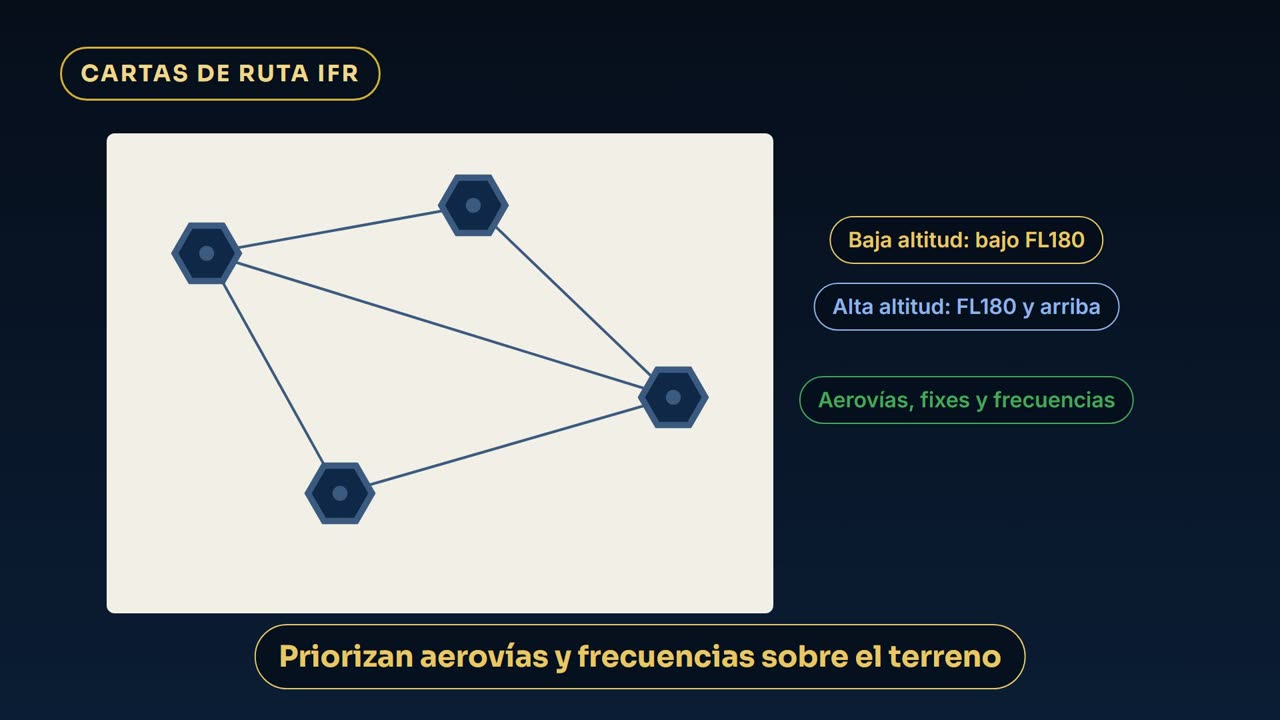 CARTAS DE RUTA IFR
Baja altitud: bajo FL180
Alta altitud: FL180 y arriba
Aerovías, fixes y frecuencias
Priorizan aerovías y frecuencias sobre el terreno